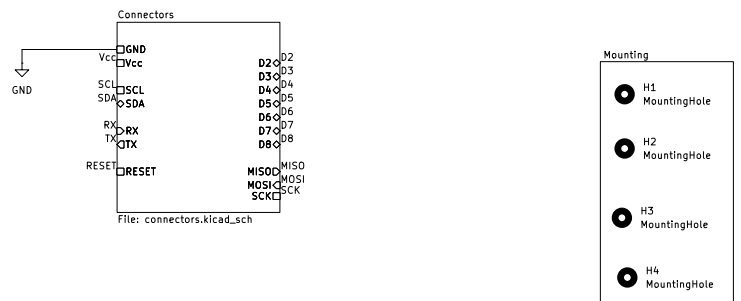 Connectors
GND
Vcc
Vcc
SCL
SCL
SDA
SDA
RX
RX
TX
TX
RESET
RESET
D2
D2
D3
D3
D4
D4
D5
D5
D6
D6
D7
D7
D8
D8
MISO
MISO
MOSI
MOSI
SCK
SCK
File: connectors.kicad_sch
GND
Mounting
H1
MountingHole
H2
MountingHole
H3
MountingHole
H4
MountingHole